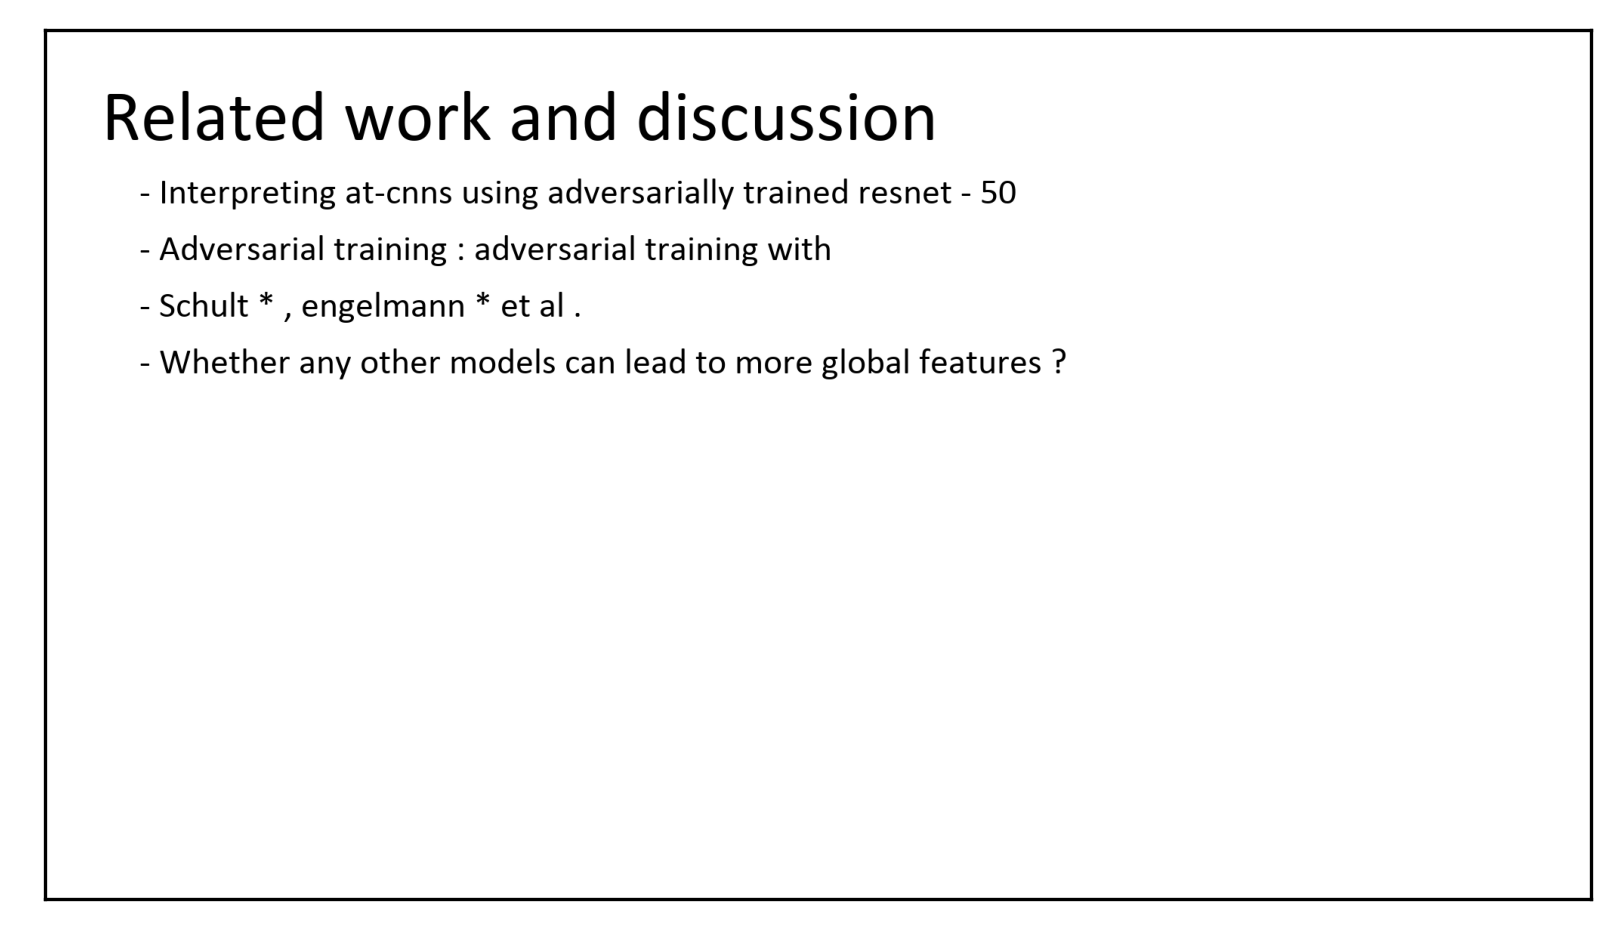 Related work and discussion
- Interpreting at-cnns using adversarially trained resnet - 50
- Adversarial training : adversarial training with
- Schult * , engelmann * et al .
- Whether any other models can lead to more global features ?